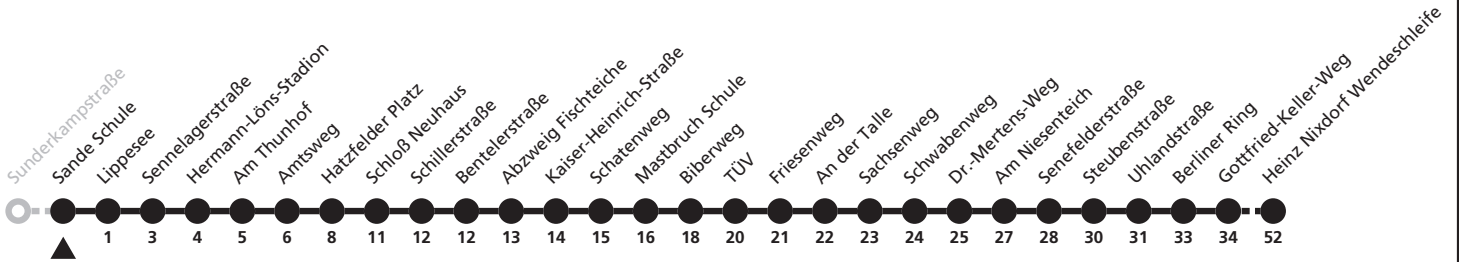 Sunderkampstraße
Sande Schule
Lippesee
Sennelagerstraße
Hermann-Löns-Stadion
Am Thunhof
Amtsweg
Hatzfelder Platz
Schloß Neuhaus
Schillerstraße
Bentelerstraße
Abzweig Fischteiche
Kaiser-Heinrich-Straße
Schatenweg
Mastbruch Schule
Biberweg
TÜV
Friesenweg
An der Talle
Sachsenweg
Schwabenweg
Dr.-Mertens-Weg
Am Niesenteich
Senefelderstraße
Steubenstraße
Uhlandstraße
Berliner Ring
Gottfried-Keller-Weg
Heinz Nixdorf Wendeschleife
1 3 4 5 6 8 11 12 12 13 14 15 16 18 20 21 22 23 24 25 27 28 30 31 33 34 52